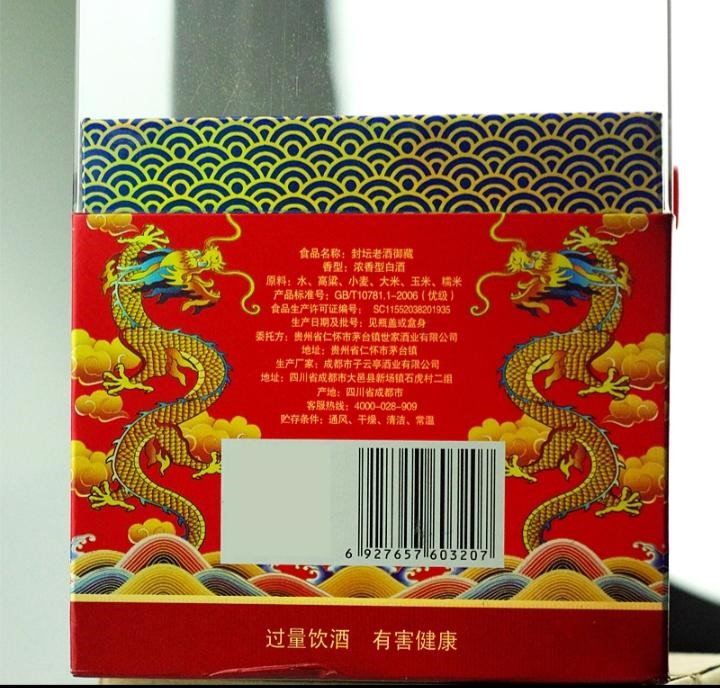 食品名称：封坛老酒御藏
香型：浓香型白酒
原料：水、高粱、小麦、大米、玉米、糯米
产品标准号：GB/T10781.1-2006（优级）
食品生产许可证编号： SC11552038201935
生产日期及批号：见瓶盖或盒身
委托方：贵州省仁怀市茅台镇世家酒业有限公司
地址：贵州省仁怀市茅台镇
生产厂家：成都市子云亭酒业有限公司
地址：四川省成都市大邑县新场镇石虎村二组
产地：四川省成都市
客服热线：4000-028-909
贮存条件：通风、干燥、清洁、常温
6 927657 603207
过量饮酒 有害健康